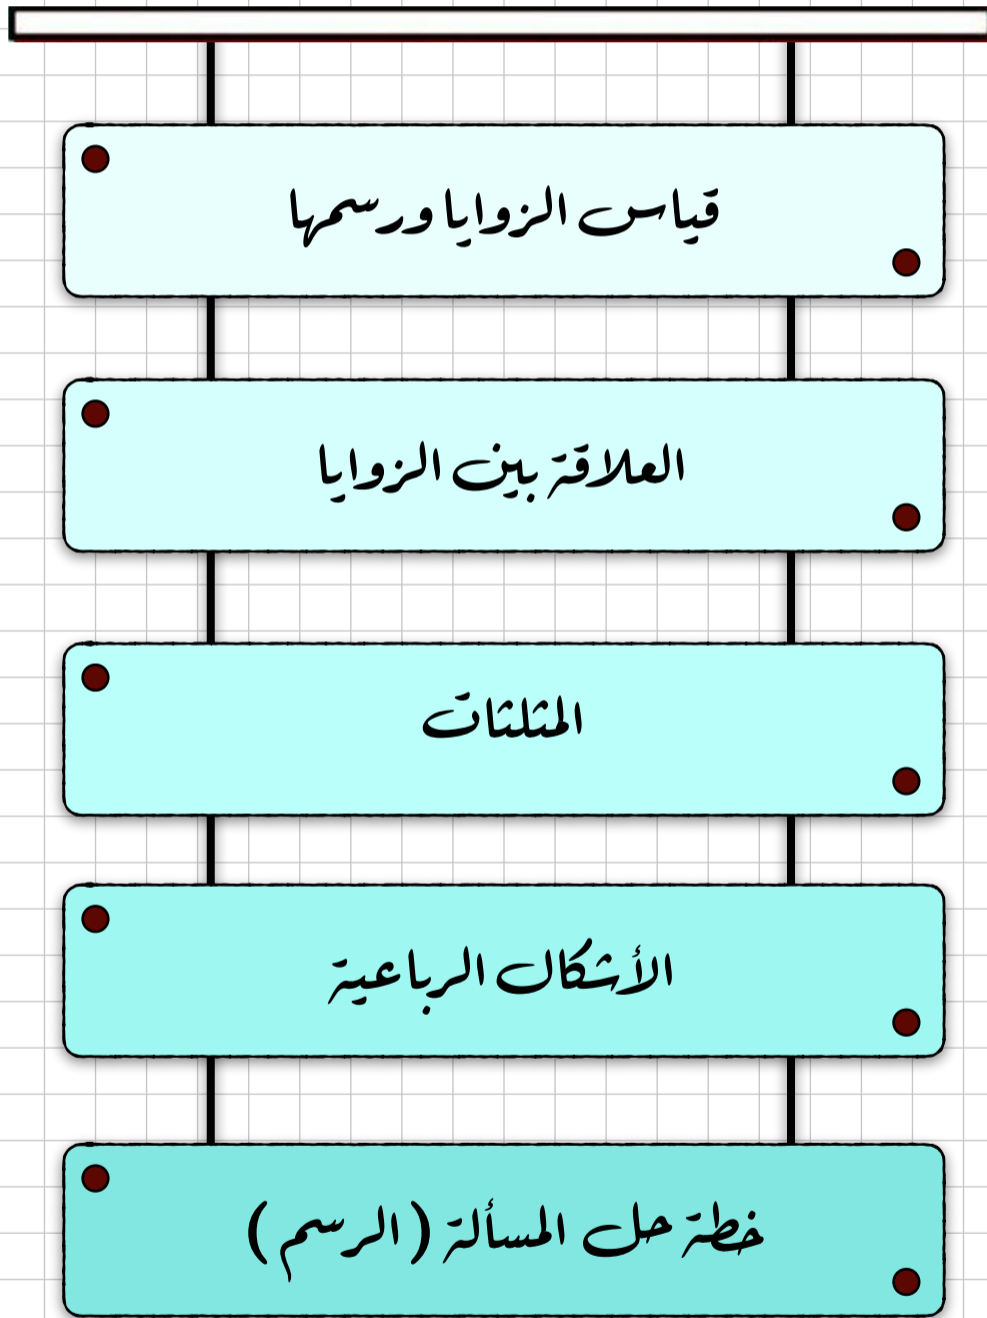 قياس الزوايا ورسمها
العلاقة بين الزوايا
المثلثات
الأشكال الرباعية
خطة حل المسألة ( الرسم )